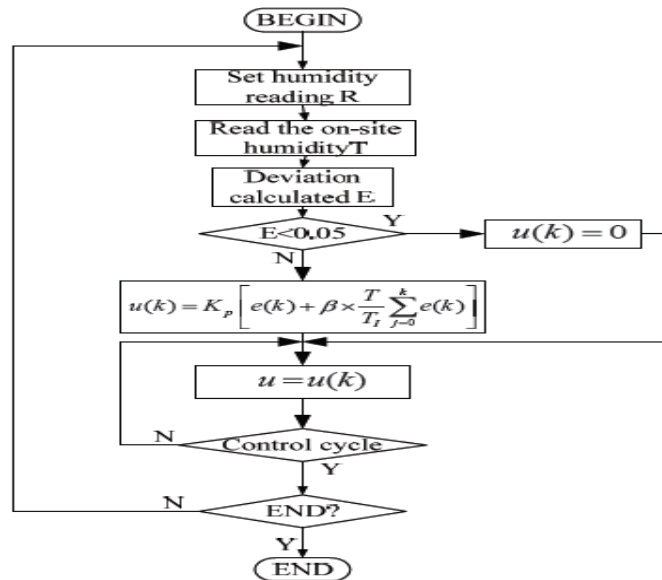 BEGIN
Set humidity
reading R
Read the on-site
humidityT
Deviation
calculated E
E<0.05
Y
u(k) = 0
N
u(k) = K_p [ e(k) + β × T/T_I ∑_{j=0}^{k} e(k) ]
u = u(k)
N
Control cycle
Y
N
END?
Y
END